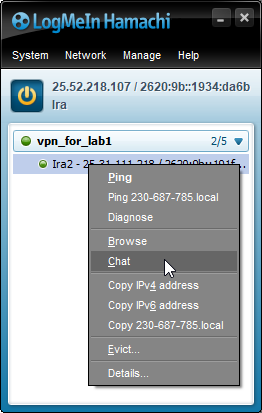 LogMeIn Hamachi
System Network Manage Help
25.52.218.107 / 2620:9b::1934:da6b
Ira
vpn_for_lab1 2/5
Ira2 - 25.31.111.218 / 2620:9b::191f...
Ping
Ping 230-687-785.local
Diagnose
Browse
Chat
Copy IPv4 address
Copy IPv6 address
Copy 230-687-785.local
Evict...
Details...